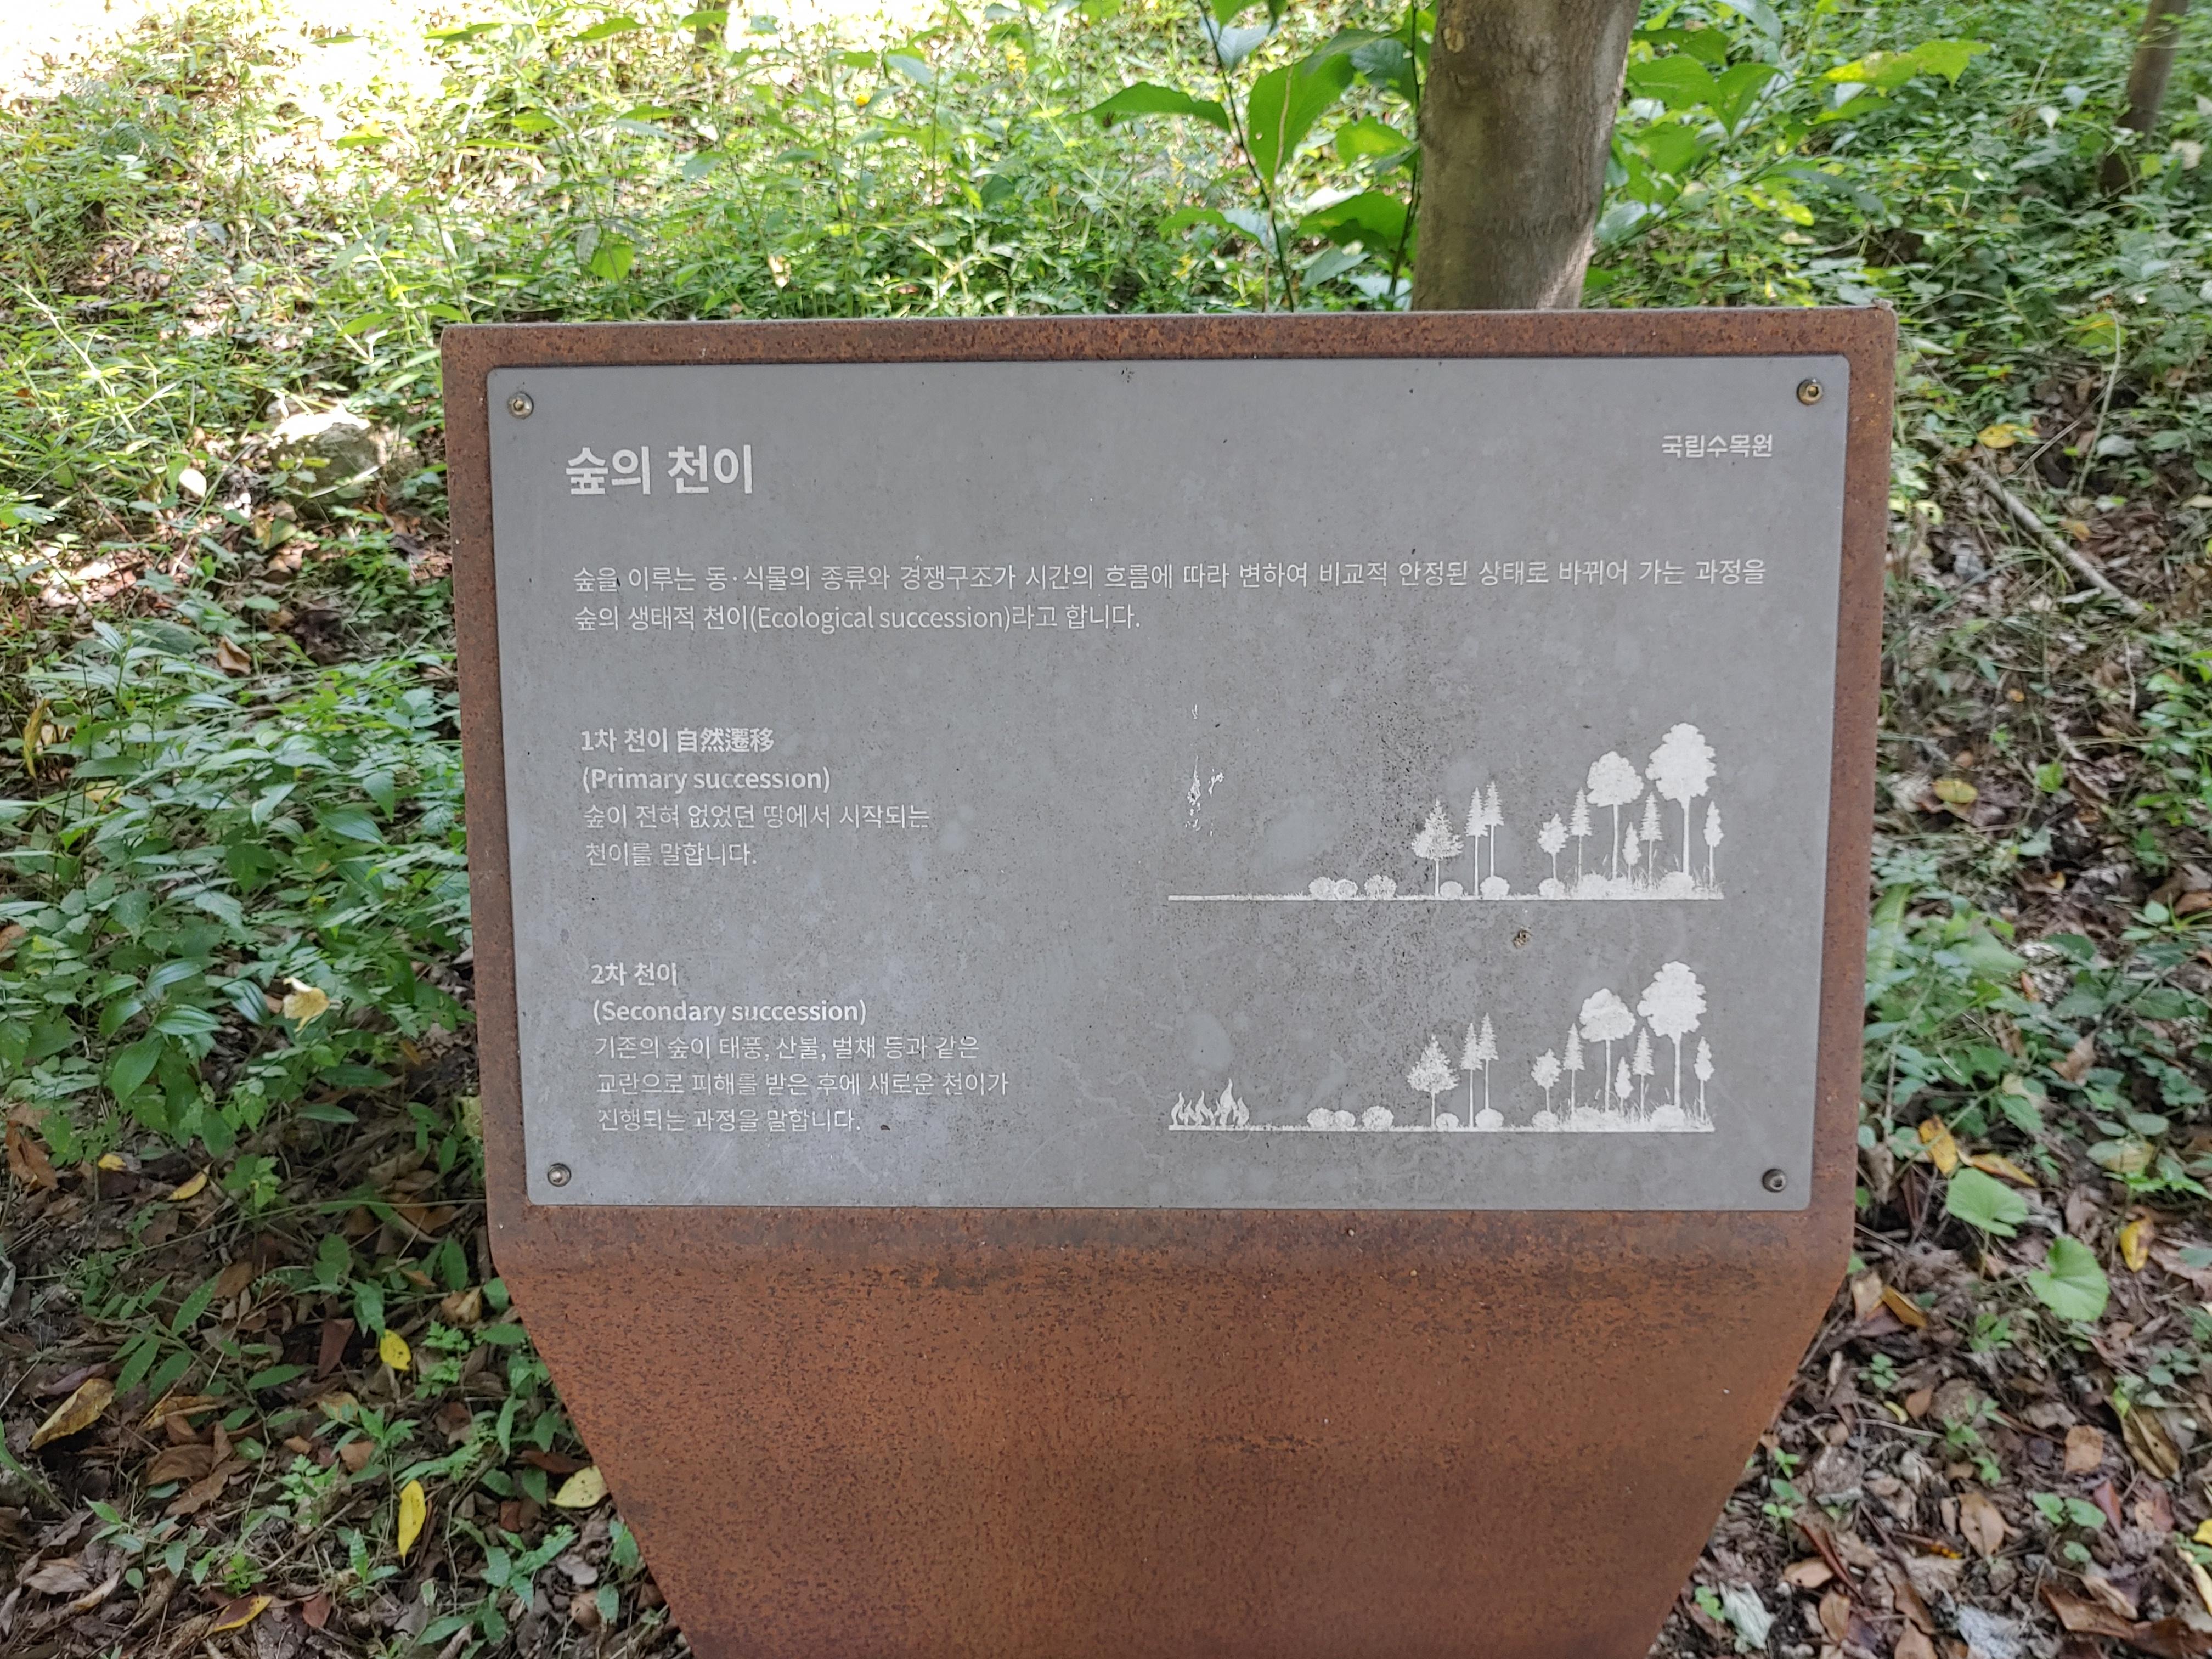 숲의 천이
국립수목원
숲을 이루는 동·식물의 종류와 경쟁구조가 시간의 흐름에 따라 변하여 비교적 안정된 상태로 바뀌어 가는 과정을
숲의 생태적 천이(Ecological succession)라고 합니다.
1차 천이 自然遷移
(Primary succession)
숲이 전혀 없었던 땅에서 시작되는
천이를 말합니다.
2차 천이
(Secondary succession)
기존의 숲이 태풍, 산불, 벌채 등과 같은
교란으로 피해를 받은 후에 새로운 천이가
진행되는 과정을 말합니다.